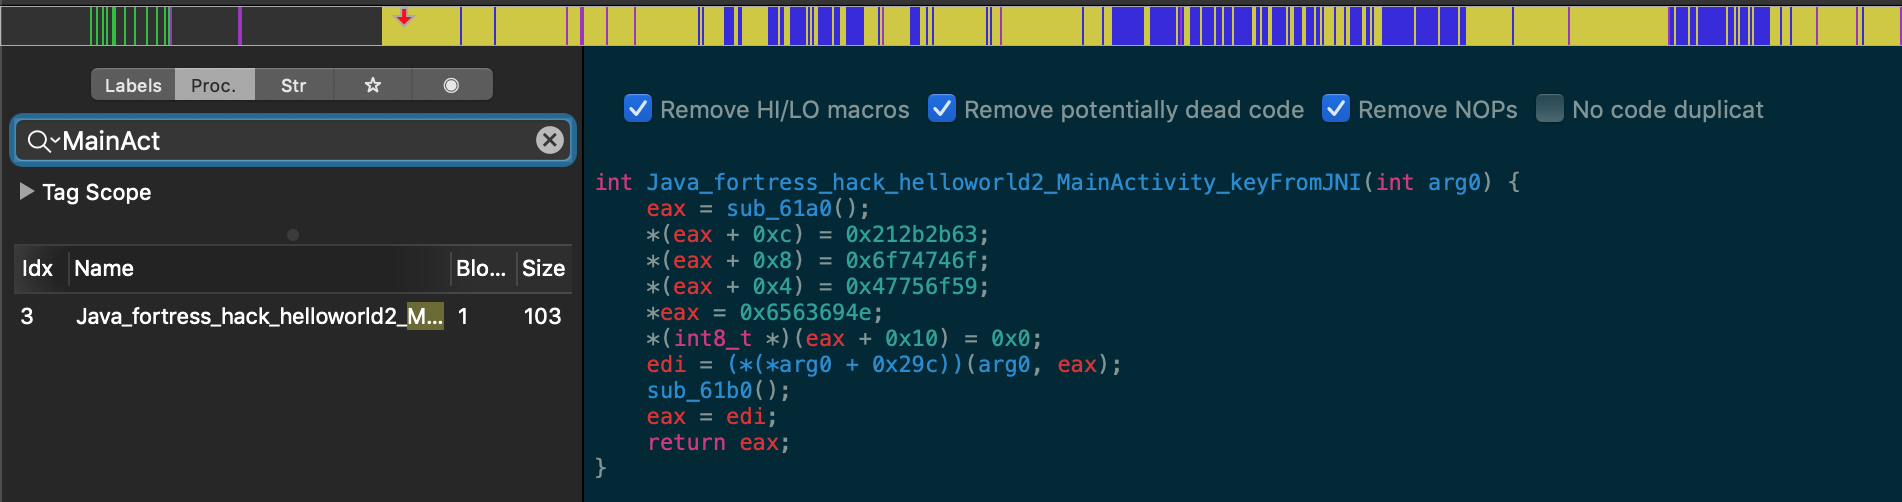 Labels Proc. Str
Remove HI/LO macros Remove potentially dead code Remove NOPs No code duplicat
MainAct
Tag Scope
Idx Name Blo... Size
3 Java_fortress_hack_helloworld2_M... 1 103
int Java_fortress_hack_helloworld2_MainActivity_keyFromJNI(int arg0) {
    eax = sub_61a0();
    *(eax + 0xc) = 0x212b2b63;
    *(eax + 0x8) = 0x6f74746f;
    *(eax + 0x4) = 0x47756f59;
    *eax = 0x6563694e;
    *(int8_t *)(eax + 0x10) = 0x0;
    edi = (*(*arg0 + 0x29c))(arg0, eax);
    sub_61b0();
    eax = edi;
    return eax;
}